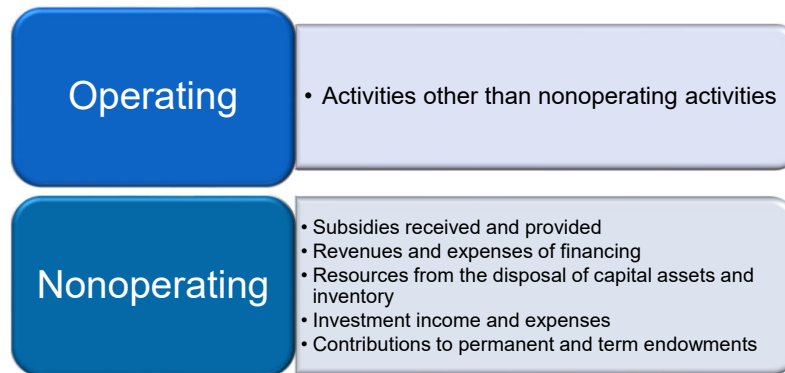 Operating
• Activities other than nonoperating activities
Nonoperating
• Subsidies received and provided
• Revenues and expenses of financing
• Resources from the disposal of capital assets and
inventory
• Investment income and expenses
• Contributions to permanent and term endowments